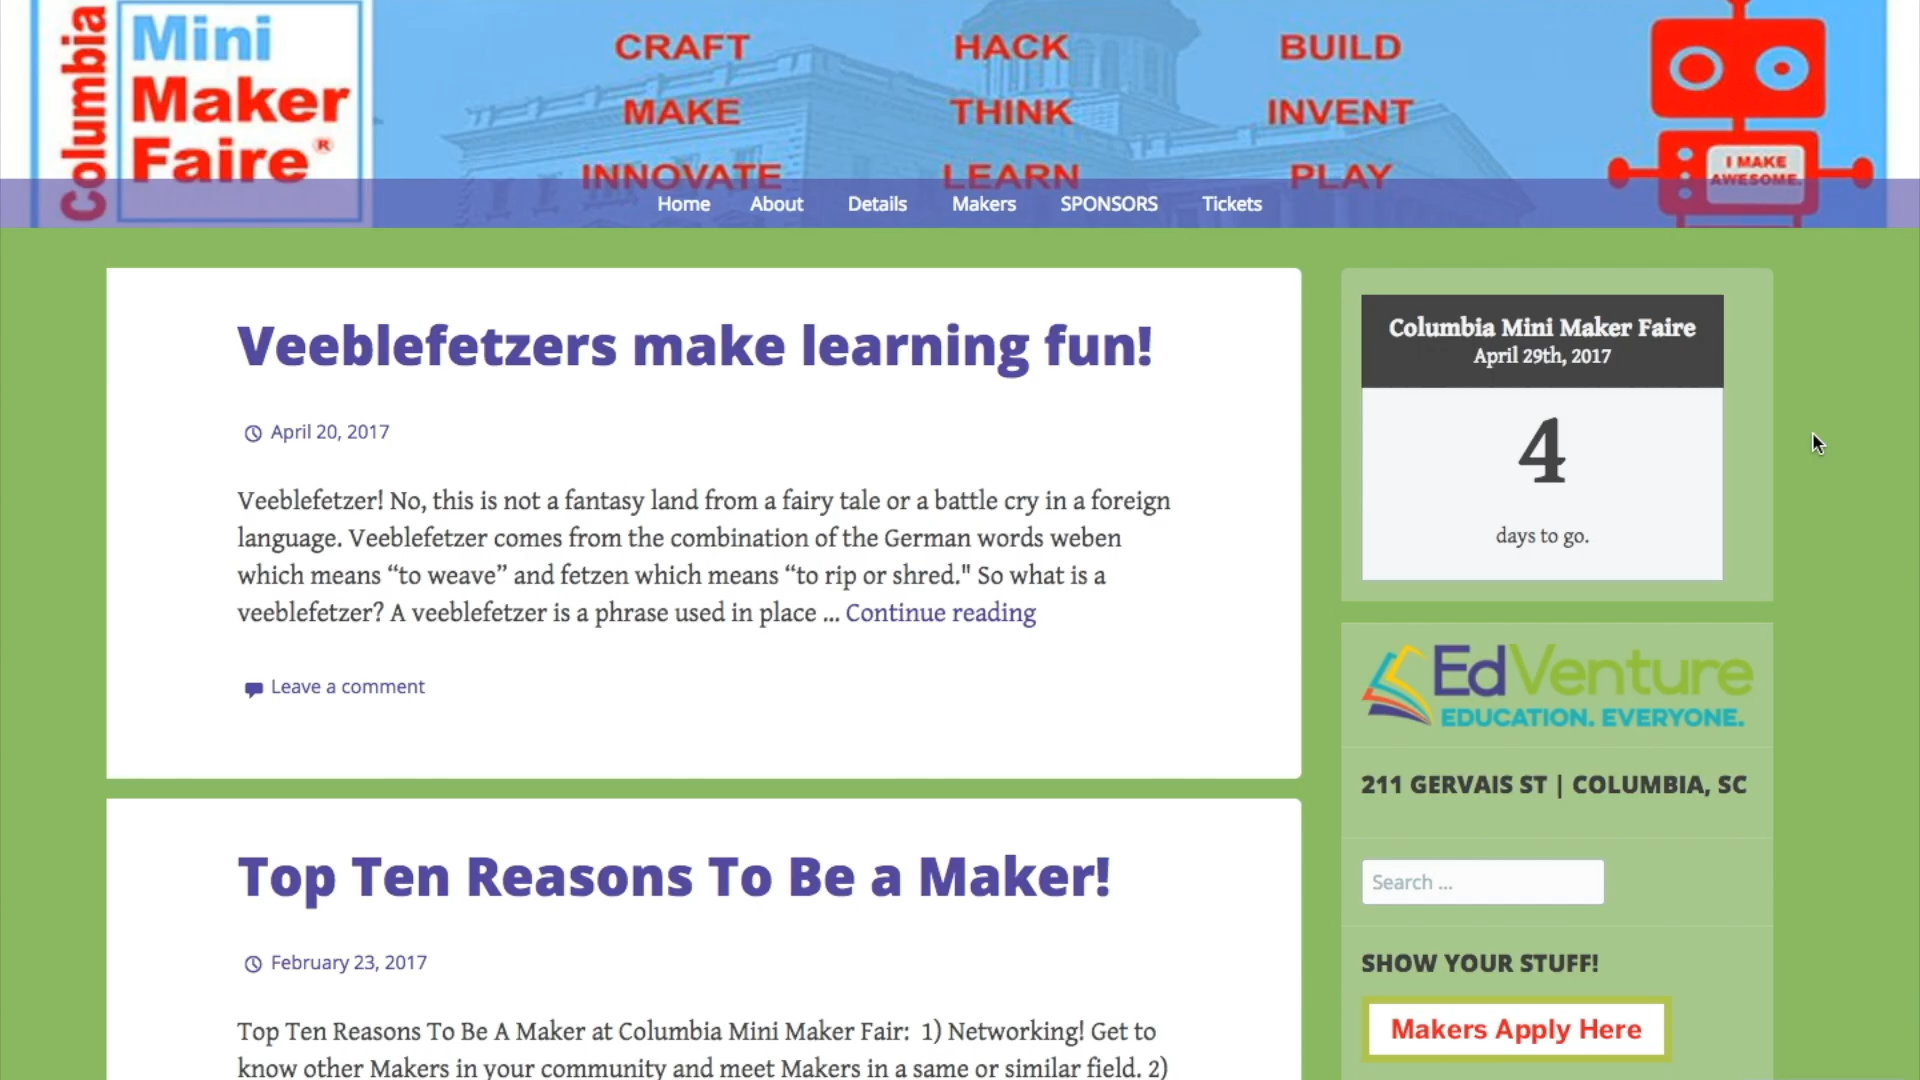 Columbia
Mini
Maker
Faire®
CRAFT HACK BUILD
MAKE THINK INVENT
INNOVATE LEARN PLAY
I MAKE
AWESOME.
Home About Details Makers SPONSORS Tickets
Veeblefetzers make learning fun!
April 20, 2017
Veeblefetzer! No, this is not a fantasy land from a fairy tale or a battle cry in a foreign
language. Veeblefetzer comes from the combination of the German words weben
which means “to weave” and fetzen which means “to rip or shred." So what is a
veeblefetzer? A veeblefetzer is a phrase used in place ... Continue reading
Leave a comment
Top Ten Reasons To Be a Maker!
February 23, 2017
Top Ten Reasons To Be A Maker at Columbia Mini Maker Fair:  1) Networking! Get to
know other Makers in your community and meet Makers in a same or similar field. 2)
Columbia Mini Maker Faire
April 29th, 2017
4
days to go.
EdVenture
EDUCATION. EVERYONE.
211 GERVAIS ST | COLUMBIA, SC
Search ...
SHOW YOUR STUFF!
Makers Apply Here